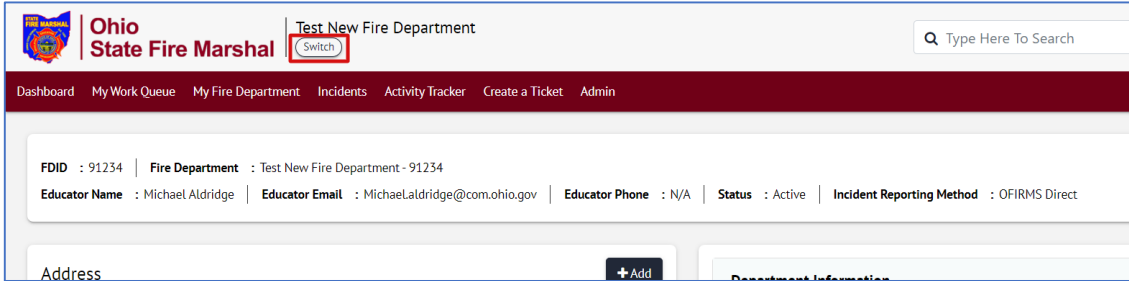 STATE
FIRE MARSHAL
Ohio
State Fire Marshal
Test New Fire Department
Switch
Type Here To Search
Dashboard My Work Queue My Fire Department Incidents Activity Tracker Create a Ticket Admin
FDID : 91234 Fire Department : Test New Fire Department - 91234
Educator Name : Michael Aldridge Educator Email : Michael.aldridge@com.ohio.gov Educator Phone : N/A Status : Active Incident Reporting Method : OFIRMS Direct
Address
+ Add
Department Information